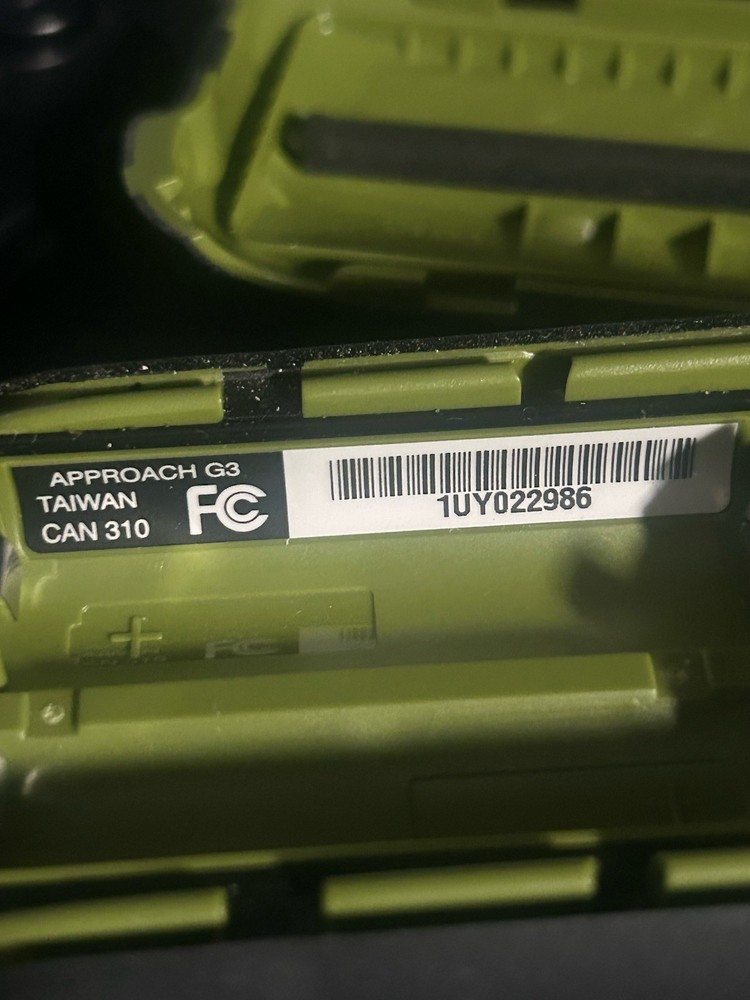 APPROACH G3
TAIWAN
CAN 310
FC
1UY022986